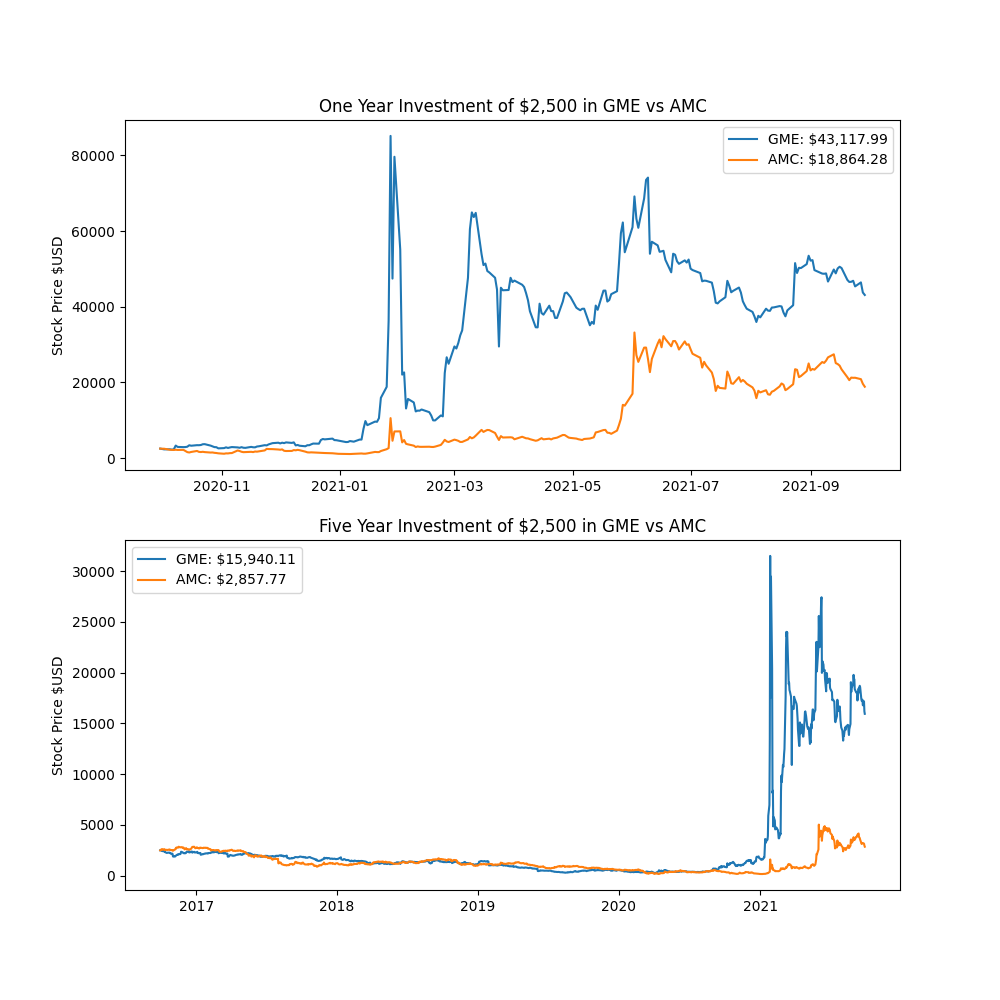 One Year Investment of $2,500 in GME vs AMC
GME: $43,117.99
AMC: $18,864.28
Stock Price $USD
80000
60000
40000
20000
0
2020-11 2021-01 2021-03 2021-05 2021-07 2021-09
Five Year Investment of $2,500 in GME vs AMC
GME: $15,940.11
AMC: $2,857.77
Stock Price $USD
30000
25000
20000
15000
10000
5000
0
2017 2018 2019 2020 2021